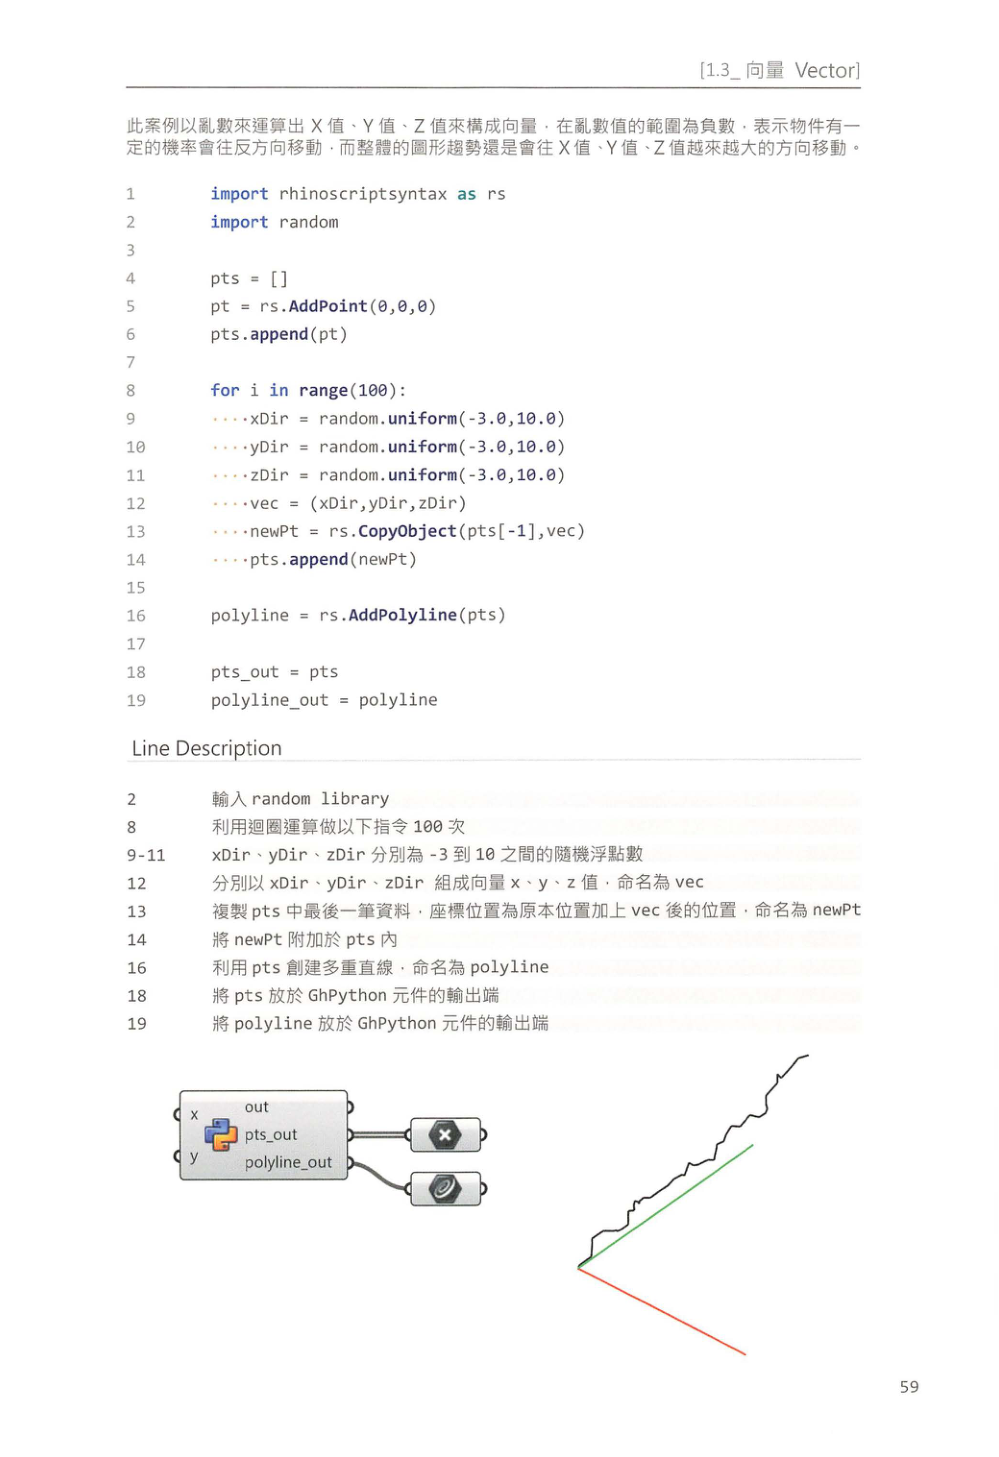 [1.3_ 向量 Vector]
此案例以亂數來運算出 X 值、Y 值、Z 值來構成向量，在亂數值的範圍為負數，表示物件有一
定的機率會往反方向移動，而整體的圖形趨勢還是會往 X 值、Y 值、Z 值越來越大的方向移動。
1 import rhinoscriptsyntax as rs
2 import random
3
4 pts = []
5 pt = rs.AddPoint(0,0,0)
6 pts.append(pt)
7
8 for i in range(100):
9 ····xDir = random.uniform(-3.0,10.0)
10 ····yDir = random.uniform(-3.0,10.0)
11 ····zDir = random.uniform(-3.0,10.0)
12 ····vec = (xDir,yDir,zDir)
13 ····newPt = rs.CopyObject(pts[-1],vec)
14 ····pts.append(newPt)
15
16 polyline = rs.AddPolyline(pts)
17
18 pts_out = pts
19 polyline_out = polyline
Line Description
2 輸入 random library
8 利用迴圈運算做以下指令 100 次
9-11 xDir、yDir、zDir 分別為 -3 到 10 之間的隨機浮點數
12 分別以 xDir、yDir、zDir 組成向量 x、y、z 值，命名為 vec
13 複製 pts 中最後一筆資料，座標位置為原本位置加上 vec 後的位置，命名為 newPt
14 將 newPt 附加於 pts 內
16 利用 pts 創建多重直線，命名為 polyline
18 將 pts 放於 GhPython 元件的輸出端
19 將 polyline 放於 GhPython 元件的輸出端
x
y
out
pts_out
polyline_out
59